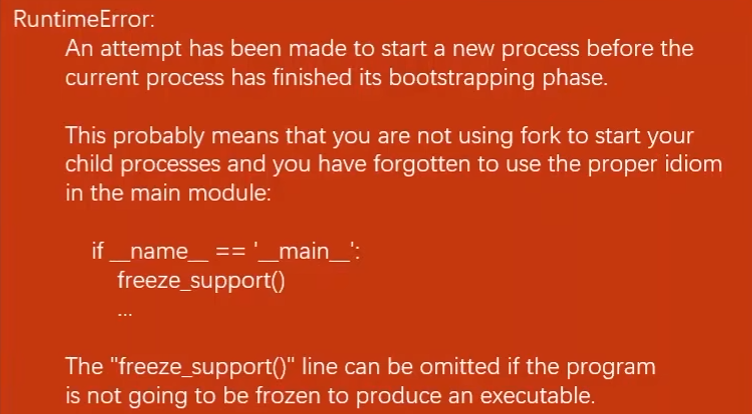 RuntimeError:
An attempt has been made to start a new process before the
current process has finished its bootstrapping phase.
This probably means that you are not using fork to start your
child processes and you have forgotten to use the proper idiom
in the main module:
if __name__ == '__main__':
freeze_support()
...
The "freeze_support()" line can be omitted if the program
is not going to be frozen to produce an executable.